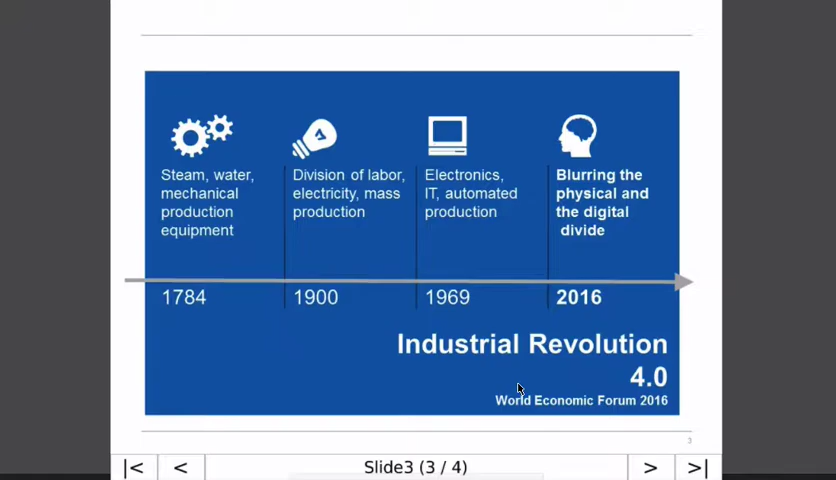 Steam, water,
mechanical
production
equipment
Division of labor,
electricity, mass
production
Electronics,
IT, automated
production
Blurring the
physical and
the digital
divide
1784
1900
1969
2016
Industrial Revolution
4.0
World Economic Forum 2016
3
|<
<
Slide3 (3 / 4)
>
>|